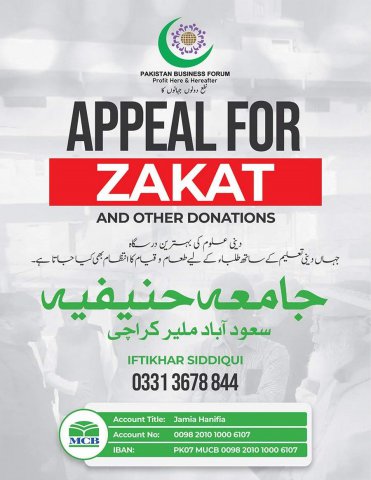 PAKISTAN BUSINESS FORUM
Profit Here & Hereafter
نفع دونوں جہانوں کا
APPEAL FOR
ZAKAT
AND OTHER DONATIONS
دینی علوم کی بہترین درسگاہ
جہاں دینی تعلیم کے ساتھ طلباء کے لیے طعام و قیام کا انتظام بھی کیا جاتا ہے۔
جامعہ حنیفیہ
سعود آباد ملیر کراچی
IFTIKHAR SIDDIQUI
0331 3678 844
MCB
Account Title: Jamia Hanifia
Account No: 0098 2010 1000 6107
IBAN: PK07 MUCB 0098 2010 1000 6107